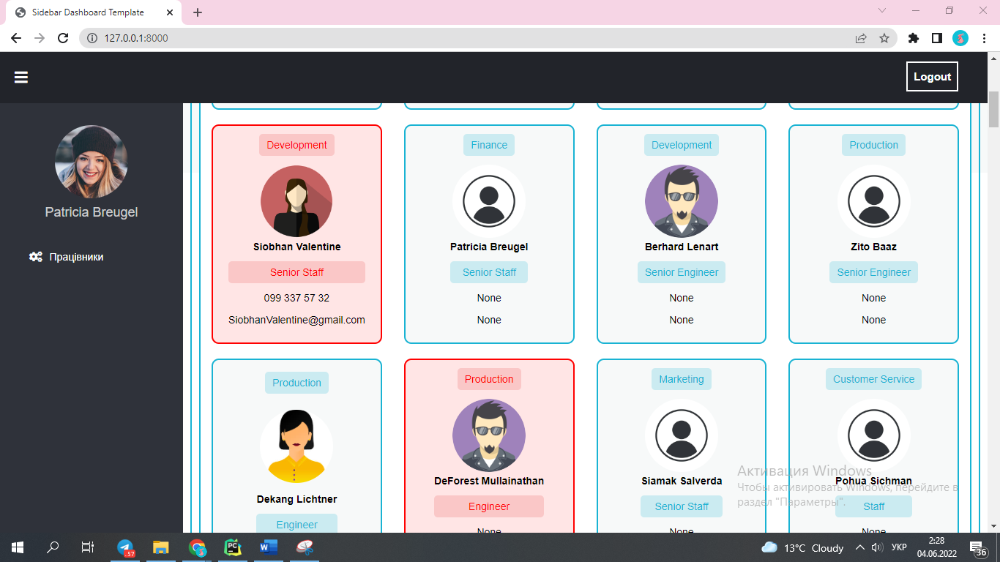 Sidebar Dashboard Template
127.0.0.1:8000
Logout
Patricia Breugel
Працівники
Development
Siobhan Valentine
Senior Staff
099 337 57 32
SiobhanValentine@gmail.com
Finance
Patricia Breugel
Senior Staff
None
None
Development
Berhard Lenart
Senior Engineer
None
None
Production
Zito Baaz
Senior Engineer
None
None
Production
Dekang Lichtner
Engineer
Production
DeForest Mullainathan
Engineer
None
Marketing
Siamak Salverda
Senior Staff
None
Customer Service
Pohua Sichman
Staff
None
Активация Windows
Чтобы активировать Windows, перейдите в
раздел "Параметры".
57
PC
W
13°C Cloudy
УКР
2:28
04.06.2022
36